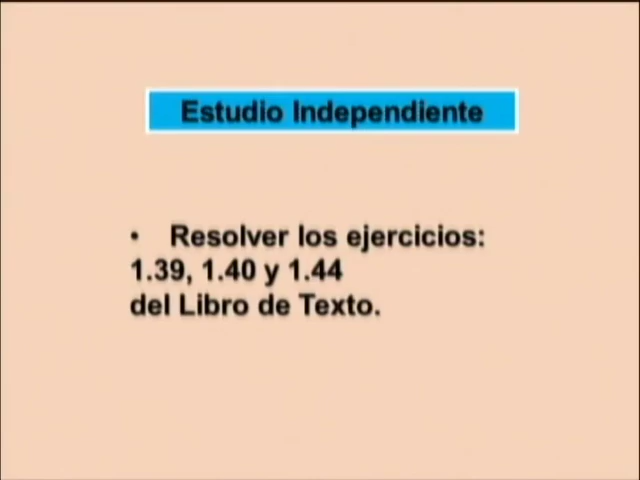 Estudio Independiente
• Resolver los ejercicios:
1.39, 1.40 y 1.44
del Libro de Texto.